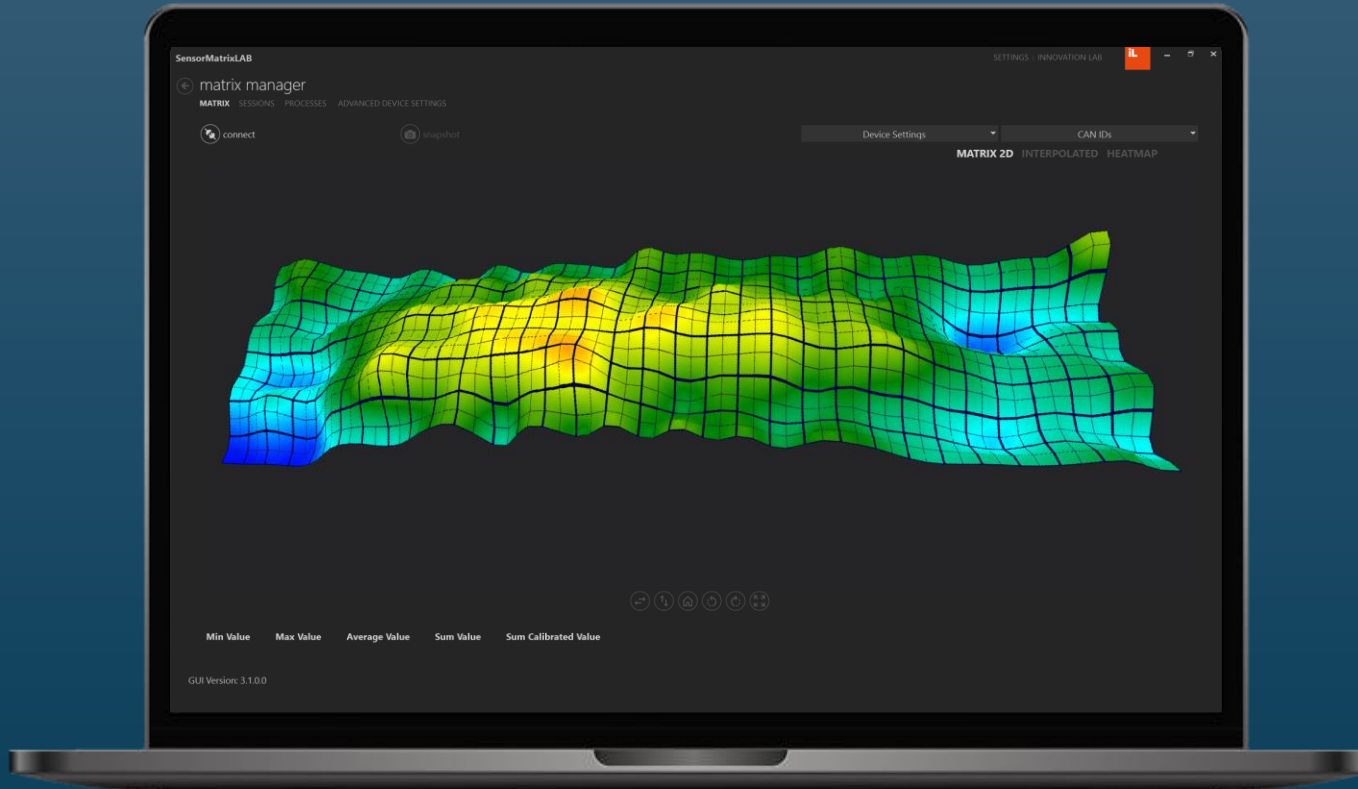 SensorMatrixLAB
SETTINGS | INNOVATION LAB
iL
matrix manager
MATRIX SESSIONS PROCESSES ADVANCED DEVICE SETTINGS
connect
snapshot
Device Settings
CAN IDs
MATRIX 2D INTERPOLATED HEATMAP
Min Value Max Value Average Value Sum Value Sum Calibrated Value
GUI Version: 3.1.0.0